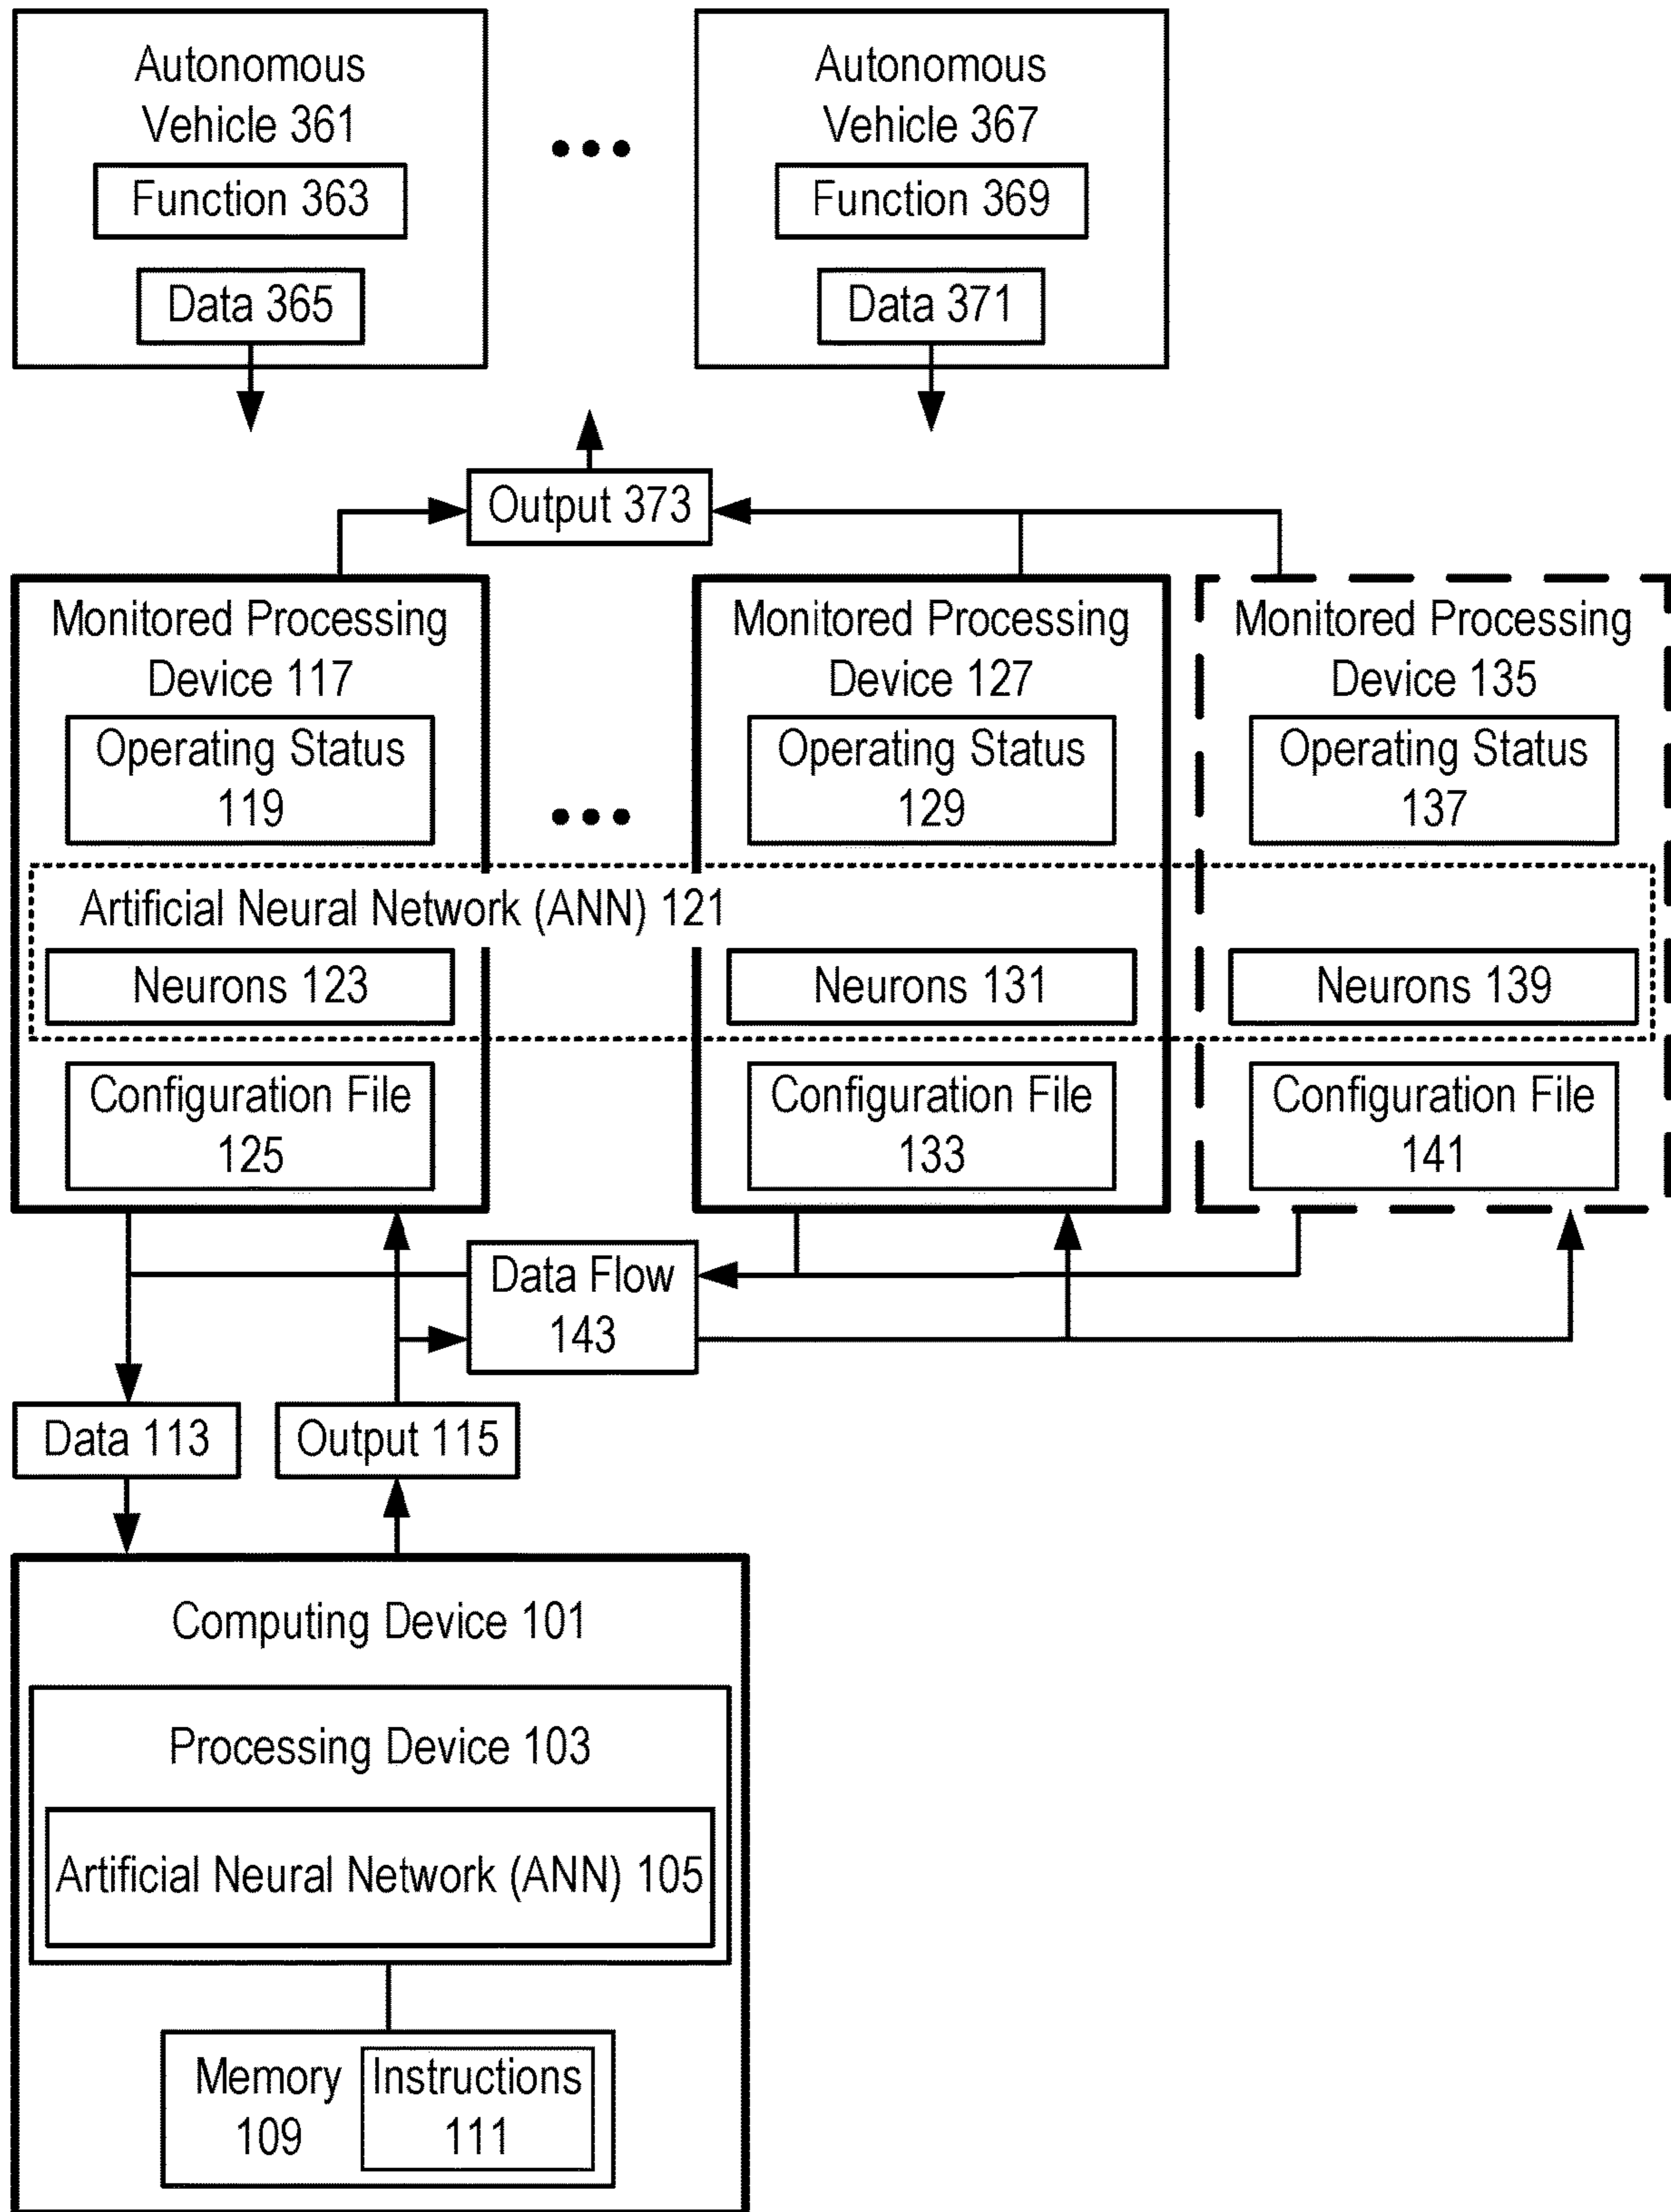 Autonomous
Vehicle 361
Function 363
Data 365
Autonomous
Vehicle 367
Function 369
Data 371
Output 373
Monitored Processing
Device 117
Operating Status
119
Monitored Processing
Device 127
Operating Status
129
Monitored Processing
Device 135
Operating Status
137
Artificial Neural Network (ANN) 121
Neurons 123
Neurons 131
Neurons 139
Configuration File
125
Configuration File
133
Configuration File
141
Data Flow
143
Data 113
Output 115
Computing Device 101
Processing Device 103
Artificial Neural Network (ANN) 105
Memory
109
Instructions
111